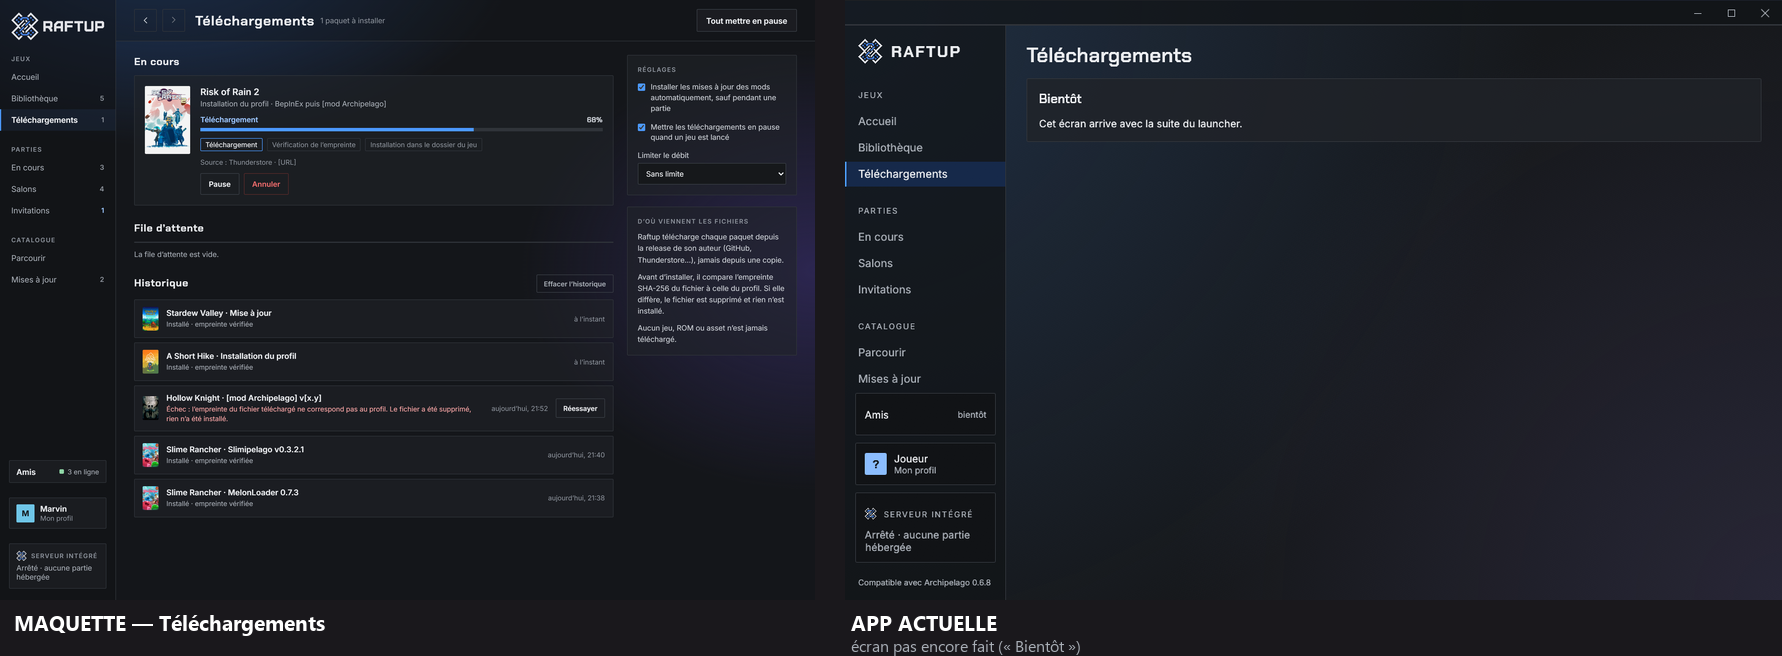 RAFTUP
JEUX
Accueil
Bibliothèque 5
Téléchargements 1
PARTIES
En cours 3
Salons 4
Invitations 1
CATALOGUE
Parcourir
Mises à jour 2
Amis 3 en ligne
M Marvin
Mon profil
SERVEUR INTÉGRÉ
Arrêté · aucune partie
hébergée
Téléchargements 1 paquet à installer
Tout mettre en pause
En cours
Risk of Rain 2
Installation du profil · BepInEx puis [mod Archipelago]
Téléchargement 68%
Téléchargement Vérification de l'empreinte Installation dans le dossier du jeu
Source : Thunderstore · [URL]
Pause Annuler
File d'attente
La file d'attente est vide.
Historique Effacer l'historique
Stardew Valley · Mise à jour
Installé · empreinte vérifiée
à l'instant
A Short Hike · Installation du profil
Installé · empreinte vérifiée
à l'instant
Hollow Knight · [mod Archipelago] v[x.y]
Échec : l'empreinte du fichier téléchargé ne correspond pas au profil. Le fichier a été supprimé,
rien n'a été installé.
aujourd'hui, 21:52 Réessayer
Slime Rancher · Slimipelago v0.3.2.1
Installé · empreinte vérifiée
aujourd'hui, 21:40
Slime Rancher · MelonLoader 0.7.3
Installé · empreinte vérifiée
aujourd'hui, 21:38
RÉGLAGES
Installer les mises à jour des mods
automatiquement, sauf pendant une
partie
Mettre les téléchargements en pause
quand un jeu est lancé
Limiter le débit
Sans limite
D'OÙ VIENNENT LES FICHIERS
Raftup télécharge chaque paquet depuis
la release de son auteur (GitHub,
Thunderstore…), jamais depuis une copie.
Avant d'installer, il compare l'empreinte
SHA-256 du fichier à celle du profil. Si elle
diffère, le fichier est supprimé et rien n'est
installé.
Aucun jeu, ROM ou asset n'est jamais
téléchargé.
MAQUETTE — Téléchargements
RAFTUP
JEUX
Accueil
Bibliothèque
Téléchargements
PARTIES
En cours
Salons
Invitations
CATALOGUE
Parcourir
Mises à jour
Amis bientôt
? Joueur
Mon profil
SERVEUR INTÉGRÉ
Arrêté · aucune partie
hébergée
Compatible avec Archipelago 0.6.8
Téléchargements
Bientôt
Cet écran arrive avec la suite du launcher.
APP ACTUELLE
écran pas encore fait (« Bientôt »)